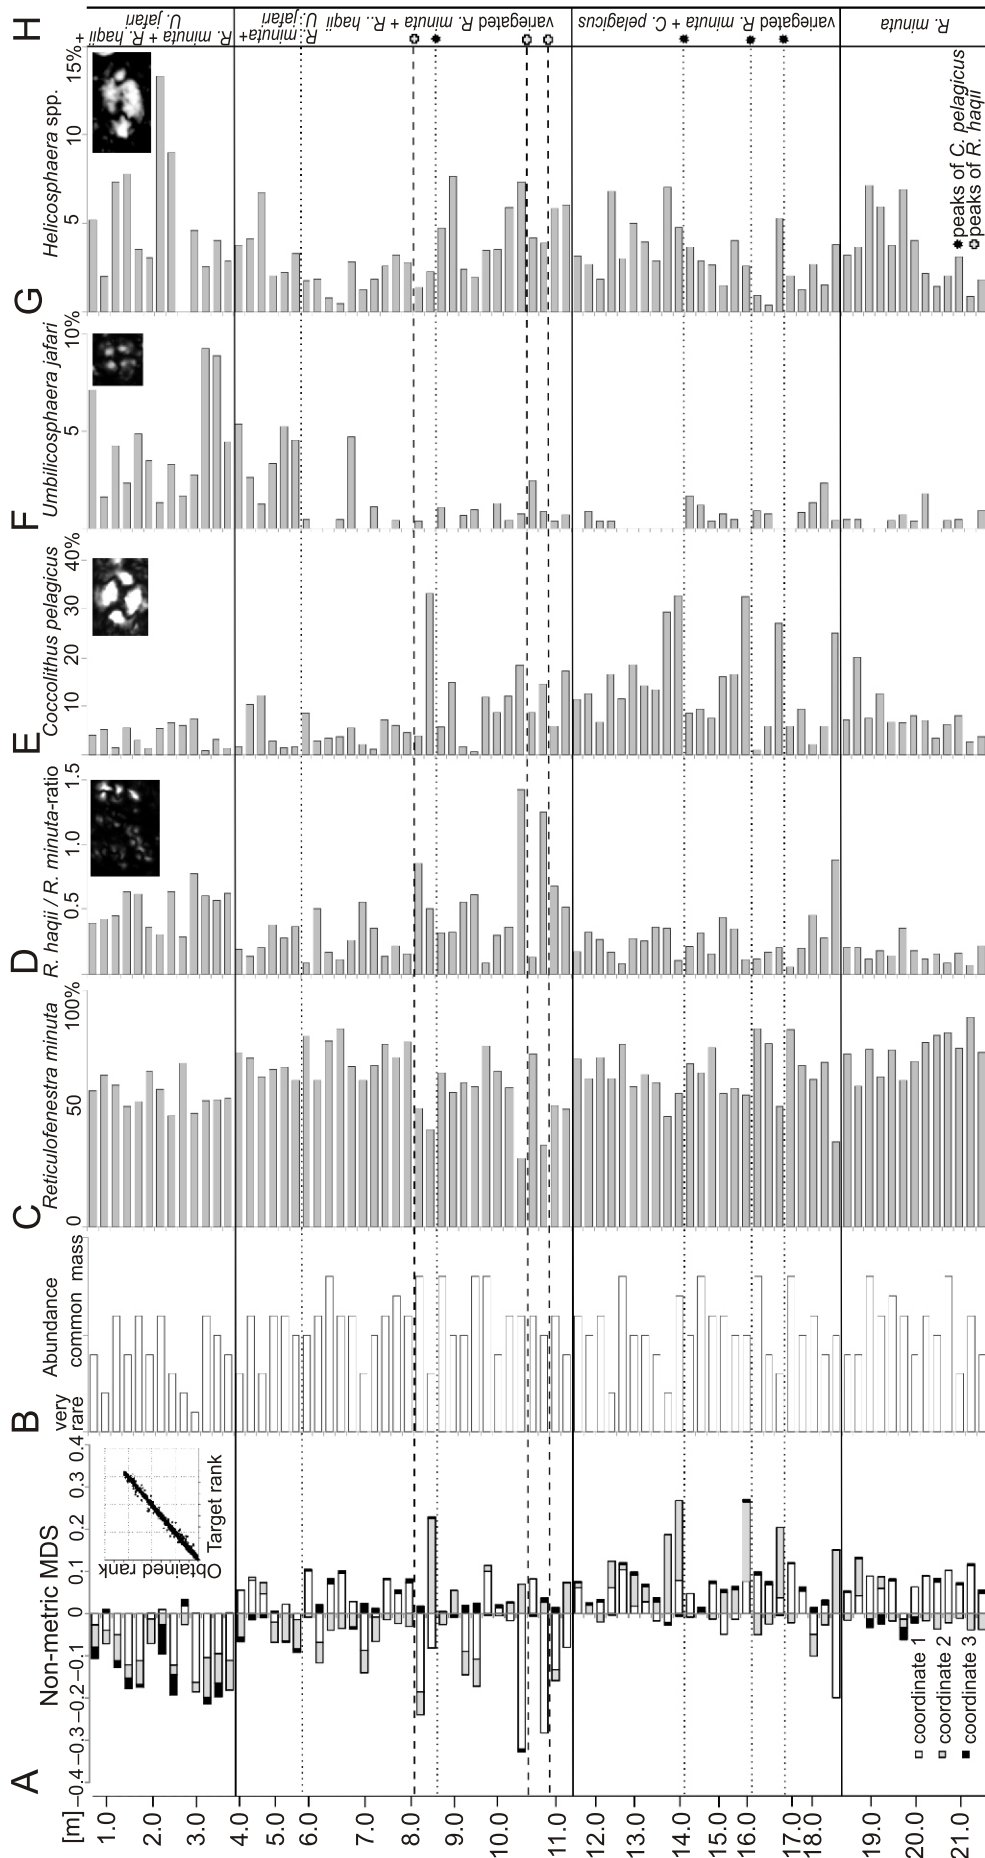 A
Non-metric MDS
[m] –0.4 –0.3 –0.2 –0.1 0 0.1 0.2 0.3 0.4
Obtained rank
Target rank
coordinate 1
coordinate 2
coordinate 3
B
Abundance
very rare common mass
C
Reticulofenestra minuta
0 50 100%
D
R. haqii / R. minuta-ratio
0.5 1.0 1.5
E
Coccolithus pelagicus
10 20 30 40%
F
Umbilicosphaera jafari
5 10%
G
Helicosphaera spp.
5 10 15%
peaks of C. pelagicus
peaks of R. haqii
H
R. minuta + R. haqii +
U. jafari
R. minuta+
U. jafari
variegated R. minuta + R.. haqii
variegated R. minuta + C. pelagicus
R. minuta
1.0
2.0
3.0
4.0
5.0
6.0
7.0
8.0
9.0
10.0
11.0
12.0
13.0
14.0
15.0
16.0
17.0
18.0
19.0
20.0
21.0